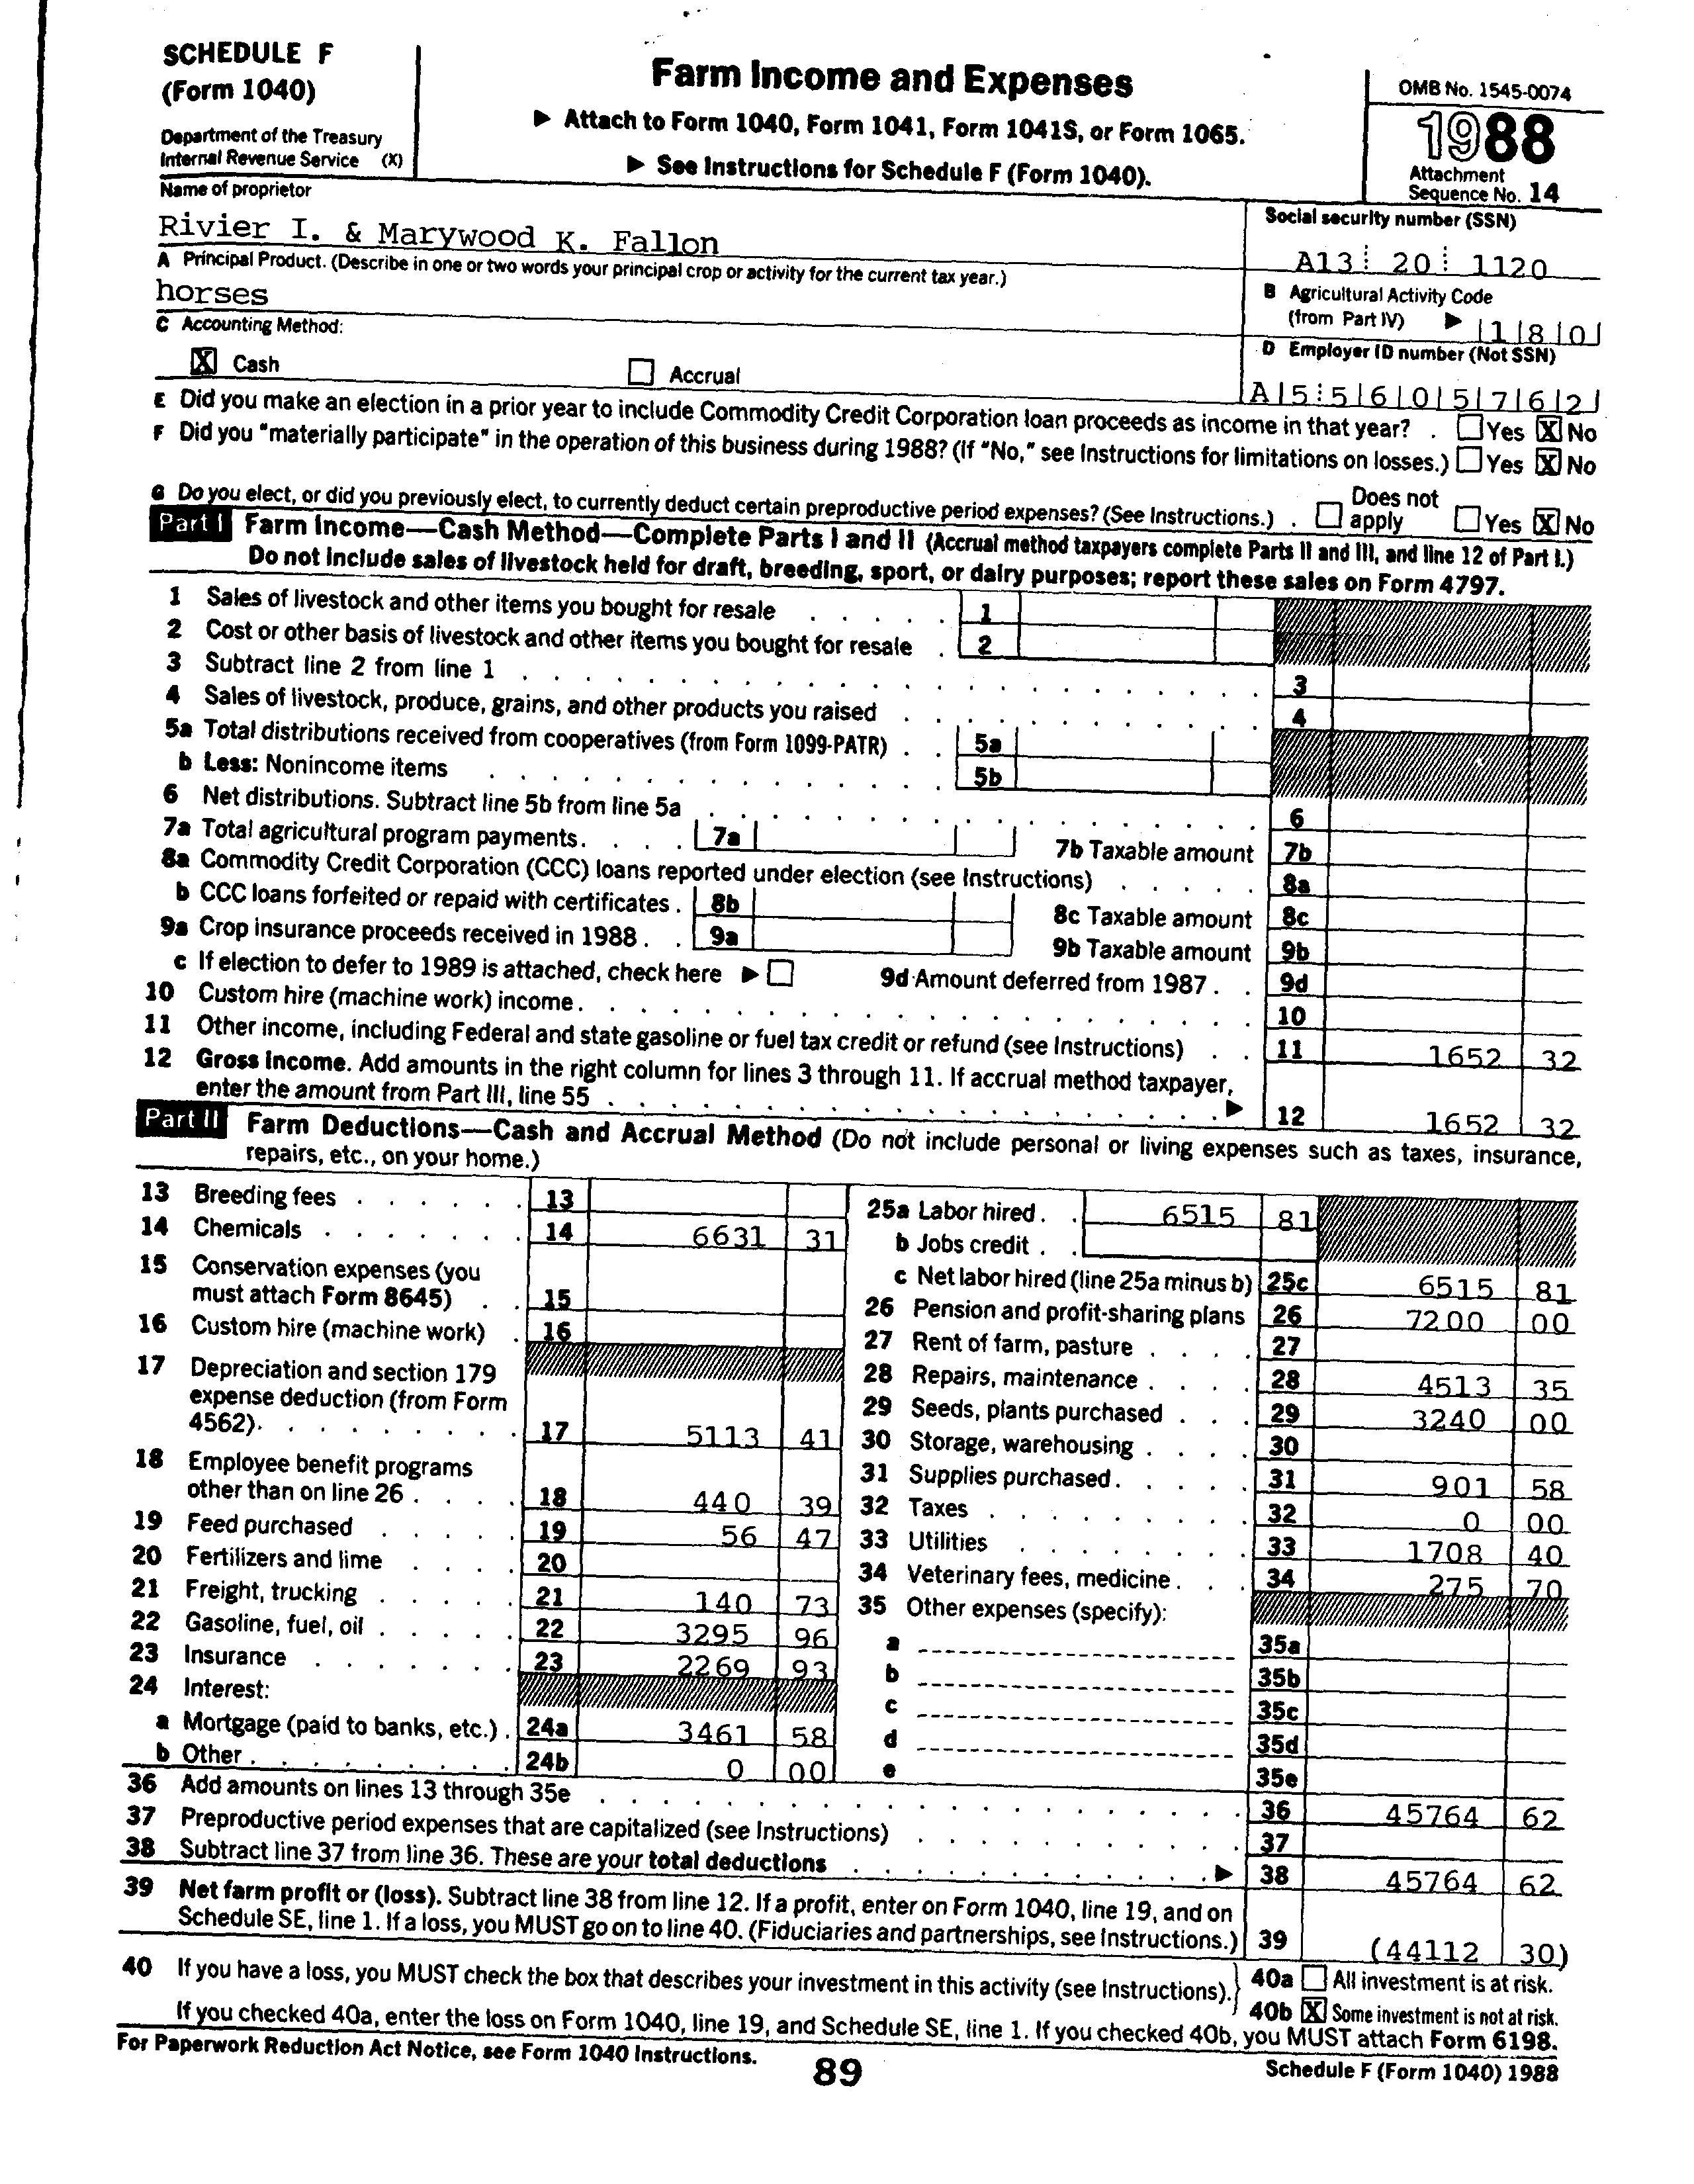 SCHEDULE F
(Form 1040)
Department of the Treasury
Internal Revenue Service (X)
Farm Income and Expenses
▶ Attach to Form 1040, Form 1041, Form 1041S, or Form 1065.
▶ See Instructions for Schedule F (Form 1040).
OMB No. 1545-0074
1988
Attachment
Sequence No. 14
Name of proprietor
Rivier I. & Marywood K. Fallon
Social security number (SSN)
A13 20 1120
A Principal Product. (Describe in one or two words your principal crop or activity for the current tax year.)
horses
B Agricultural Activity Code
(from Part IV) ▶ 1 8 0
C Accounting Method:
X Cash Accrual
D Employer ID number (Not SSN)
A 5 5 6 0 5 7 6 2
E Did you make an election in a prior year to include Commodity Credit Corporation loan proceeds as income in that year? . Yes X No
F Did you "materially participate" in the operation of this business during 1988? (If "No," see Instructions for limitations on losses.) Yes X No
G Do you elect, or did you previously elect, to currently deduct certain preproductive period expenses? (See Instructions.) . Does not apply Yes X No
Part I Farm Income—Cash Method—Complete Parts I and II (Accrual method taxpayers complete Parts II and III, and line 12 of Part I.)
Do not include sales of livestock held for draft, breeding, sport, or dairy purposes; report these sales on Form 4797.
1 Sales of livestock and other items you bought for resale 1
2 Cost or other basis of livestock and other items you bought for resale 2
3 Subtract line 2 from line 1 3
4 Sales of livestock, produce, grains, and other products you raised 4
5a Total distributions received from cooperatives (from Form 1099-PATR) 5a
b Less: Nonincome items 5b
6 Net distributions. Subtract line 5b from line 5a 6
7a Total agricultural program payments. 7a 7b Taxable amount 7b
8a Commodity Credit Corporation (CCC) loans reported under election (see Instructions) 8a
b CCC loans forfeited or repaid with certificates . 8b 8c Taxable amount 8c
9a Crop insurance proceeds received in 1988 . 9a 9b Taxable amount 9b
c If election to defer to 1989 is attached, check here ▶ 9d Amount deferred from 1987 . 9d
10 Custom hire (machine work) income. 10
11 Other income, including Federal and state gasoline or fuel tax credit or refund (see Instructions) 11 1652 32
12 Gross Income. Add amounts in the right column for lines 3 through 11. If accrual method taxpayer,
enter the amount from Part III, line 55 ▶ 12 1652 32
Part II Farm Deductions—Cash and Accrual Method (Do not include personal or living expenses such as taxes, insurance,
repairs, etc., on your home.)
13 Breeding fees 13
14 Chemicals 14 6631 31
15 Conservation expenses (you
must attach Form 8645) 15
16 Custom hire (machine work) 16
17 Depreciation and section 179
expense deduction (from Form
4562). 17 5113 41
18 Employee benefit programs
other than on line 26 . 18 440 39
19 Feed purchased 19 56 47
20 Fertilizers and lime 20
21 Freight, trucking 21 140 73
22 Gasoline, fuel, oil 22 3295 96
23 Insurance 23 2269 93
24 Interest:
a Mortgage (paid to banks, etc.) . 24a 3461 58
b Other . 24b 0 00
25a Labor hired . 6515 81
b Jobs credit .
c Net labor hired (line 25a minus b) 25c 6515 81
26 Pension and profit-sharing plans 26 7200 00
27 Rent of farm, pasture 27
28 Repairs, maintenance 28 4513 35
29 Seeds, plants purchased 29 3240 00
30 Storage, warehousing 30
31 Supplies purchased . 31 901 58
32 Taxes 32 0 00
33 Utilities 33 1708 40
34 Veterinary fees, medicine . 34 275 70
35 Other expenses (specify):
a 35a
b 35b
c 35c
d 35d
e 35e
36 Add amounts on lines 13 through 35e 36 45764 62
37 Preproductive period expenses that are capitalized (see Instructions) 37
38 Subtract line 37 from line 36. These are your total deductions ▶ 38 45764 62
39 Net farm profit or (loss). Subtract line 38 from line 12. If a profit, enter on Form 1040, line 19, and on
Schedule SE, line 1. If a loss, you MUST go on to line 40. (Fiduciaries and partnerships, see Instructions.) 39 (44112 30)
40 If you have a loss, you MUST check the box that describes your investment in this activity (see Instructions). 40a All investment is at risk.
40b X Some investment is not at risk.
If you checked 40a, enter the loss on Form 1040, line 19, and Schedule SE, line 1. If you checked 40b, you MUST attach Form 6198.
For Paperwork Reduction Act Notice, see Form 1040 Instructions.
89
Schedule F (Form 1040) 1988